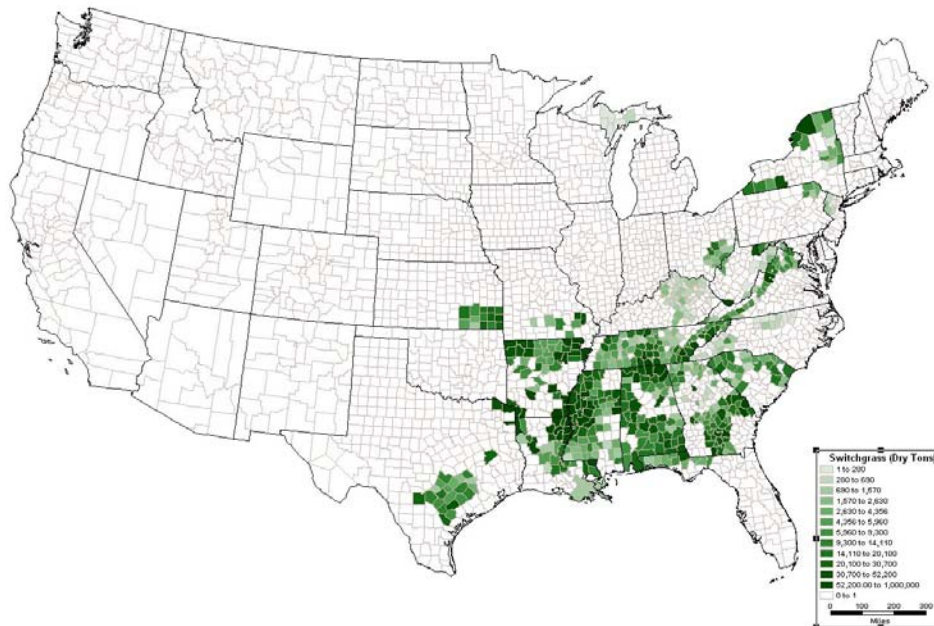 Switchgrass (Dry Tons)
1 to 280
280 to 690
690 to 1,570
1,570 to 2,630
2,630 to 4,356
4,356 to 5,960
5,960 to 9,300
9,300 to 14,110
14,110 to 20,100
20,100 to 30,700
30,700 to 52,200
52,200.00 to 1,000,000
0 to 1
0 100 200 300
Miles